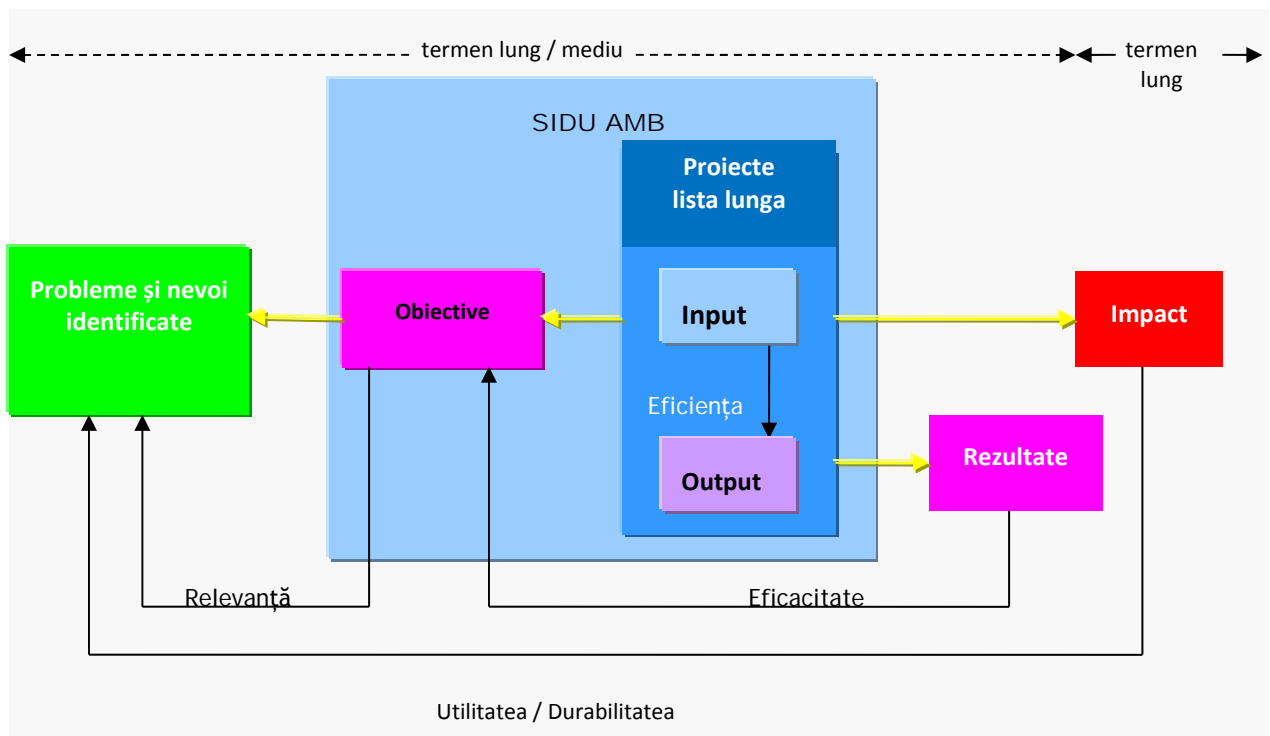 termen lung / mediu
termen
lung
SIDU AMB
Proiecte
lista lunga
Probleme și nevoi
identificate
Obiective
Input
Impact
Eficiența
Output
Rezultate
Relevanță
Eficacitate
Utilitatea / Durabilitatea